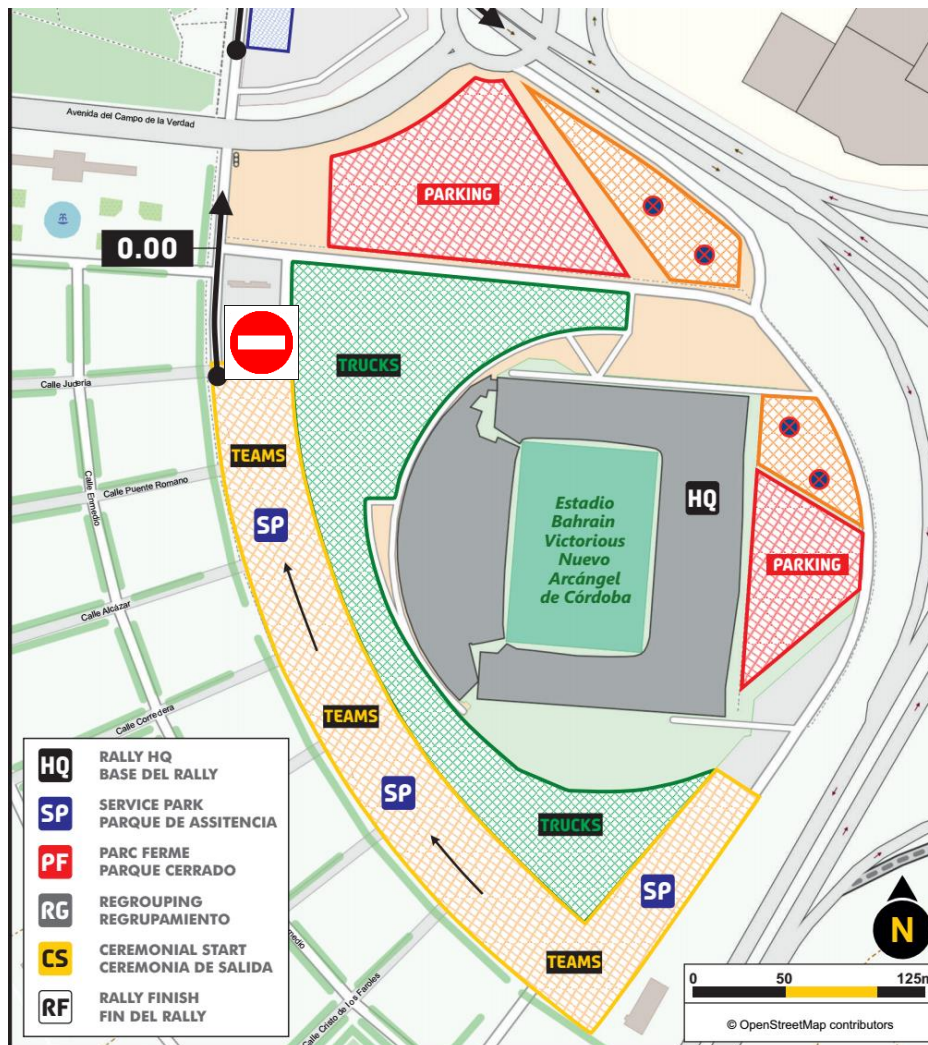 Avenida del Campo de la Verdad
PARKING
0.00
TRUCKS
Calle Judería
TEAMS
Calle Enmedio
Calle Puente Romano
SP
HQ
Estadio
Bahrain
Victorious
Nuevo
Arcángel
de Córdoba
PARKING
Calle Alcázar
TEAMS
Calle Corredera
SP
TRUCKS
SP
TEAMS
Calle Cristo de los Faroles
HQ RALLY HQ
BASE DEL RALLY
SP SERVICE PARK
PARQUE DE ASSITENCIA
PF PARC FERME
PARQUE CERRADO
RG REGROUPING
REGRUPAMIENTO
CS CEREMONIAL START
CEREMONIA DE SALIDA
RF RALLY FINISH
FIN DEL RALLY
N
0 50 125m
© OpenStreetMap contributors